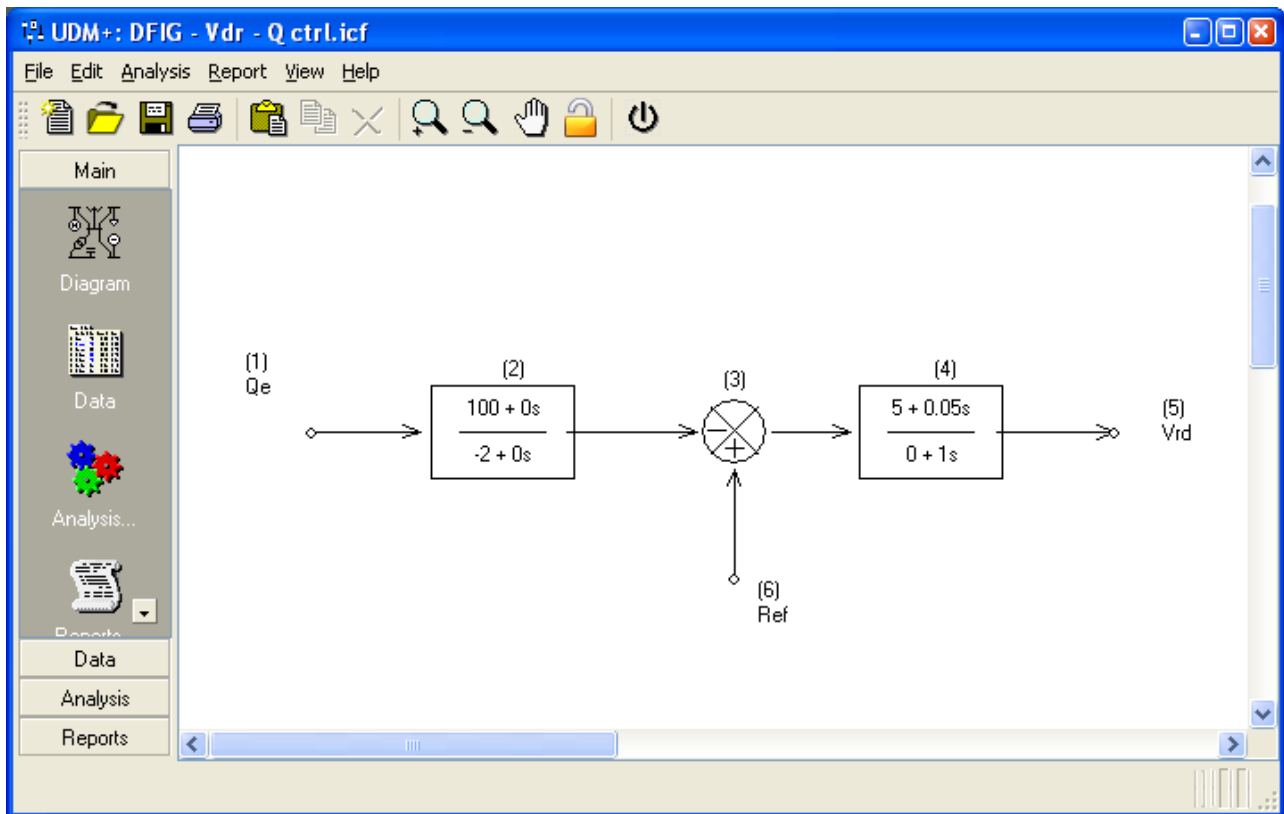 UDM+: DFIG - Vdr - Q ctrl.icf
File Edit Analysis Report View Help
Main
Diagram
Data
Analysis...
Reports
Data
Analysis
Reports
(1)
Qe
(2)
100 + 0s
-2 + 0s
(3)
(4)
5 + 0.05s
0 + 1s
(5)
Vrd
(6)
Ref